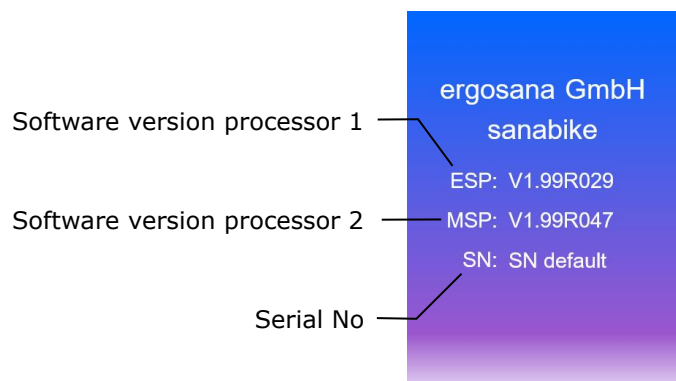 ergosana GmbH
sanabike
Software version processor 1
ESP: V1.99R029
Software version processor 2
MSP: V1.99R047
SN: SN default
Serial No